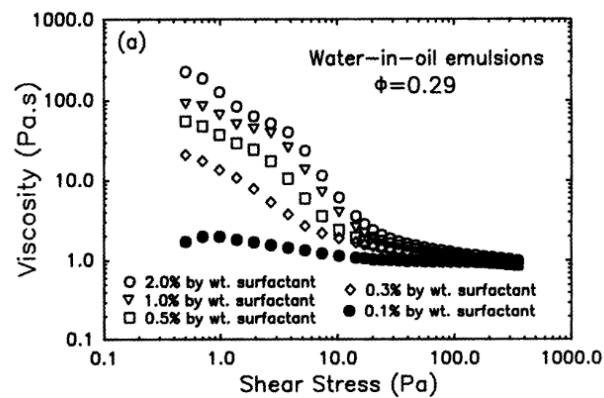 (a)
Water-in-oil emulsions
Φ=0.29
Viscosity (Pa.s)
1000.0
100.0
10.0
1.0
0.1
2.0% by wt. surfactant
1.0% by wt. surfactant
0.5% by wt. surfactant
0.3% by wt. surfactant
0.1% by wt. surfactant
0.1
1.0
10.0
100.0
1000.0
Shear Stress (Pa)